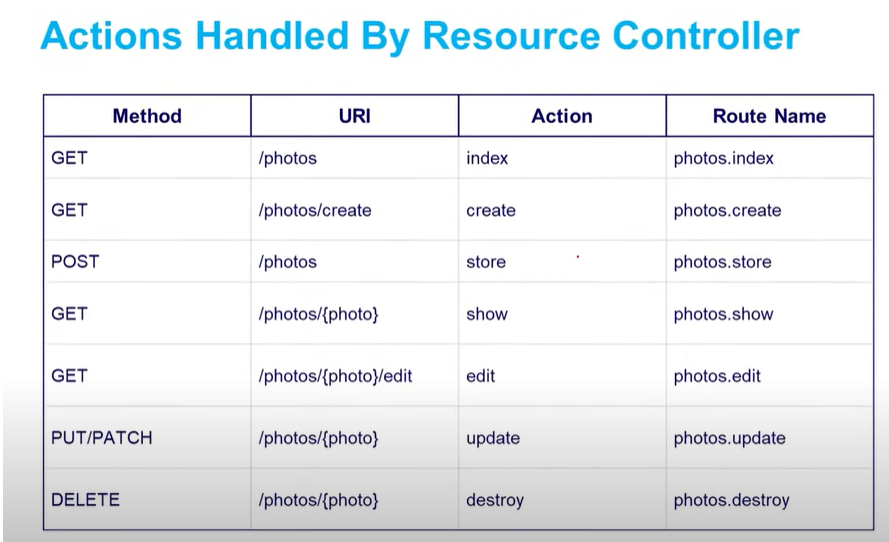 Actions Handled By Resource Controller
Method URI Action Route Name
GET /photos index photos.index
GET /photos/create create photos.create
POST /photos store photos.store
GET /photos/{photo} show photos.show
GET /photos/{photo}/edit edit photos.edit
PUT/PATCH /photos/{photo} update photos.update
DELETE /photos/{photo} destroy photos.destroy